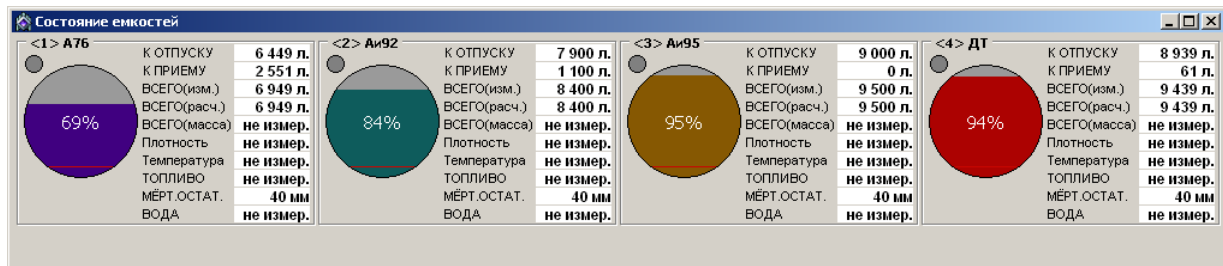 Состояние емкостей
<1> А76
К ОТПУСКУ 6 449 л.
К ПРИЕМУ 2 551 л.
ВСЕГО(изм.) 6 949 л.
ВСЕГО(расч.) 6 949 л.
ВСЕГО(масса) не измер.
Плотность не измер.
Температура не измер.
ТОПЛИВО не измер.
МЁРТ.ОСТАТ. 40 мм
ВОДА не измер.
69%
<2> Аи92
К ОТПУСКУ 7 900 л.
К ПРИЕМУ 1 100 л.
ВСЕГО(изм.) 8 400 л.
ВСЕГО(расч.) 8 400 л.
ВСЕГО(масса) не измер.
Плотность не измер.
Температура не измер.
ТОПЛИВО не измер.
МЁРТ.ОСТАТ. 40 мм
ВОДА не измер.
84%
<3> Аи95
К ОТПУСКУ 9 000 л.
К ПРИЕМУ 0 л.
ВСЕГО(изм.) 9 500 л.
ВСЕГО(расч.) 9 500 л.
ВСЕГО(масса) не измер.
Плотность не измер.
Температура не измер.
ТОПЛИВО не измер.
МЁРТ.ОСТАТ. 40 мм
ВОДА не измер.
95%
<4> ДТ
К ОТПУСКУ 8 939 л.
К ПРИЕМУ 61 л.
ВСЕГО(изм.) 9 439 л.
ВСЕГО(расч.) 9 439 л.
ВСЕГО(масса) не измер.
Плотность не измер.
Температура не измер.
ТОПЛИВО не измер.
МЁРТ.ОСТАТ. 40 мм
ВОДА не измер.
94%